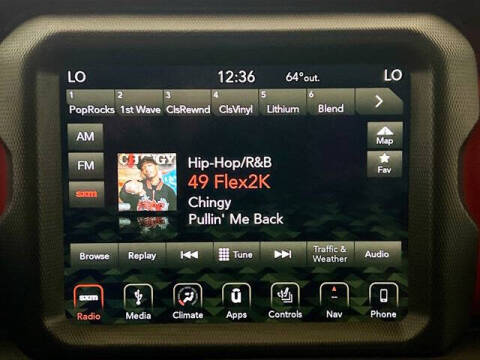 LO 12:36 64°out. LO
1 2 3 4 5 6
PopRocks 1st Wave ClsRewnd ClsVinyl Lithium Blend
AM
Map
FM
Fav
sxm
CHINGY
Hip-Hop/R&B
49 Flex2K
Chingy
Pullin' Me Back
Browse Replay Tune Traffic & Weather Audio
sxm
Radio Media Climate Apps Controls Nav Phone